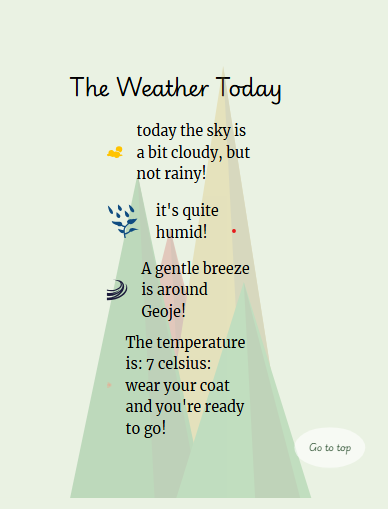 The Weather Today
today the sky is
a bit cloudy, but
not rainy!
it's quite
humid!
A gentle breeze
is around
Geoje!
The temperature
is: 7 celsius:
wear your coat
and you're ready
to go!
Go to top